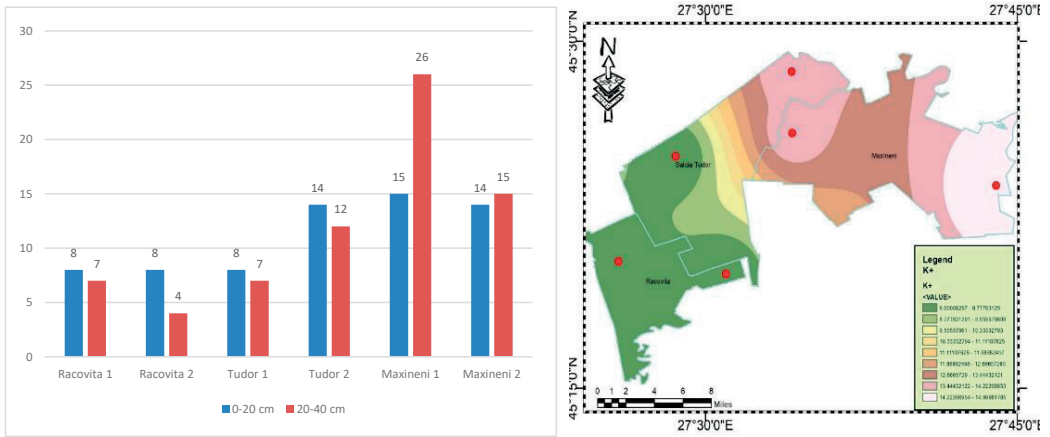 30
25
20
15
10
5
0
8 7 8 4 8 7 14 12 15 26 14 15
Racovita 1 Racovita 2 Tudor 1 Tudor 2 Maxineni 1 Maxineni 2
0-20 cm 20-40 cm
27°30'0"E 27°45'0"E
45°30'0"N
N
Salcia Tudor
Maxineni
Racovita
Legend
K+
K+
<VALUE>
45°15'0"N
0 1 2 4 6 8
Miles
27°30'0"E 27°45'0"E